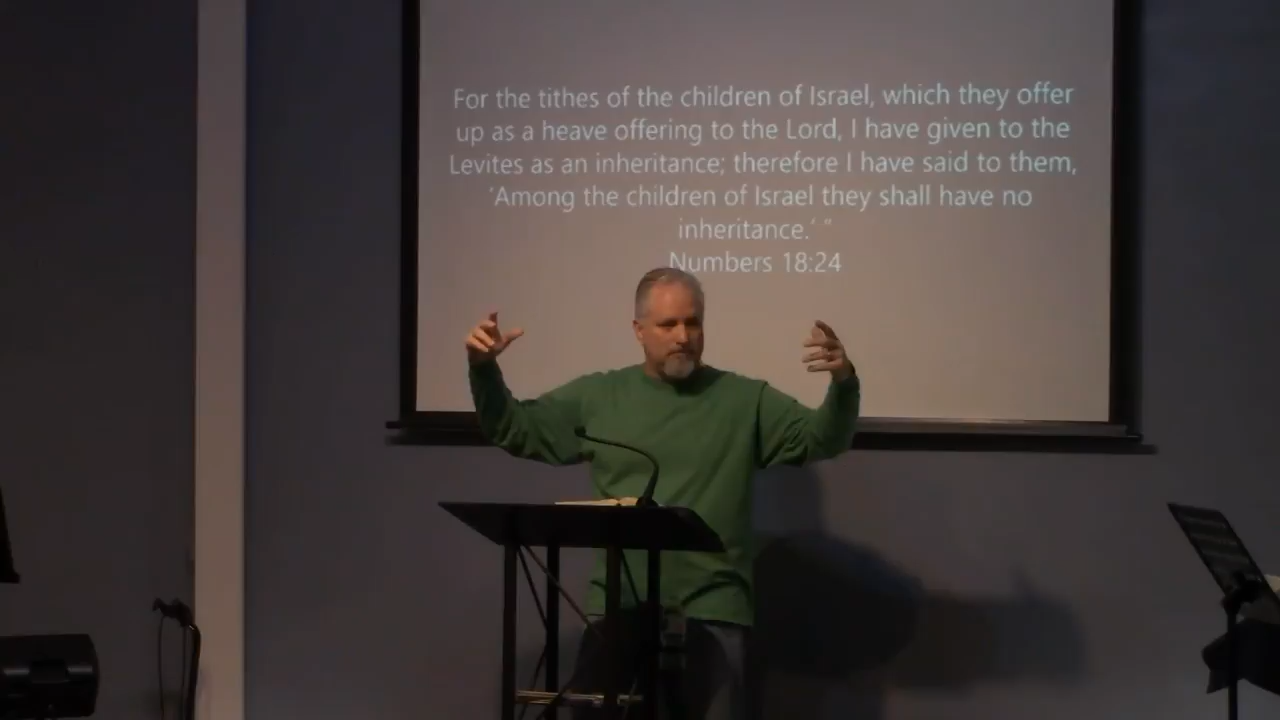 For the tithes of the children of Israel, which they offer
up as a heave offering to the Lord, I have given to the
Levites as an inheritance; therefore I have said to them,
‘Among the children of Israel they shall have no
inheritance.’ ”
Numbers 18:24